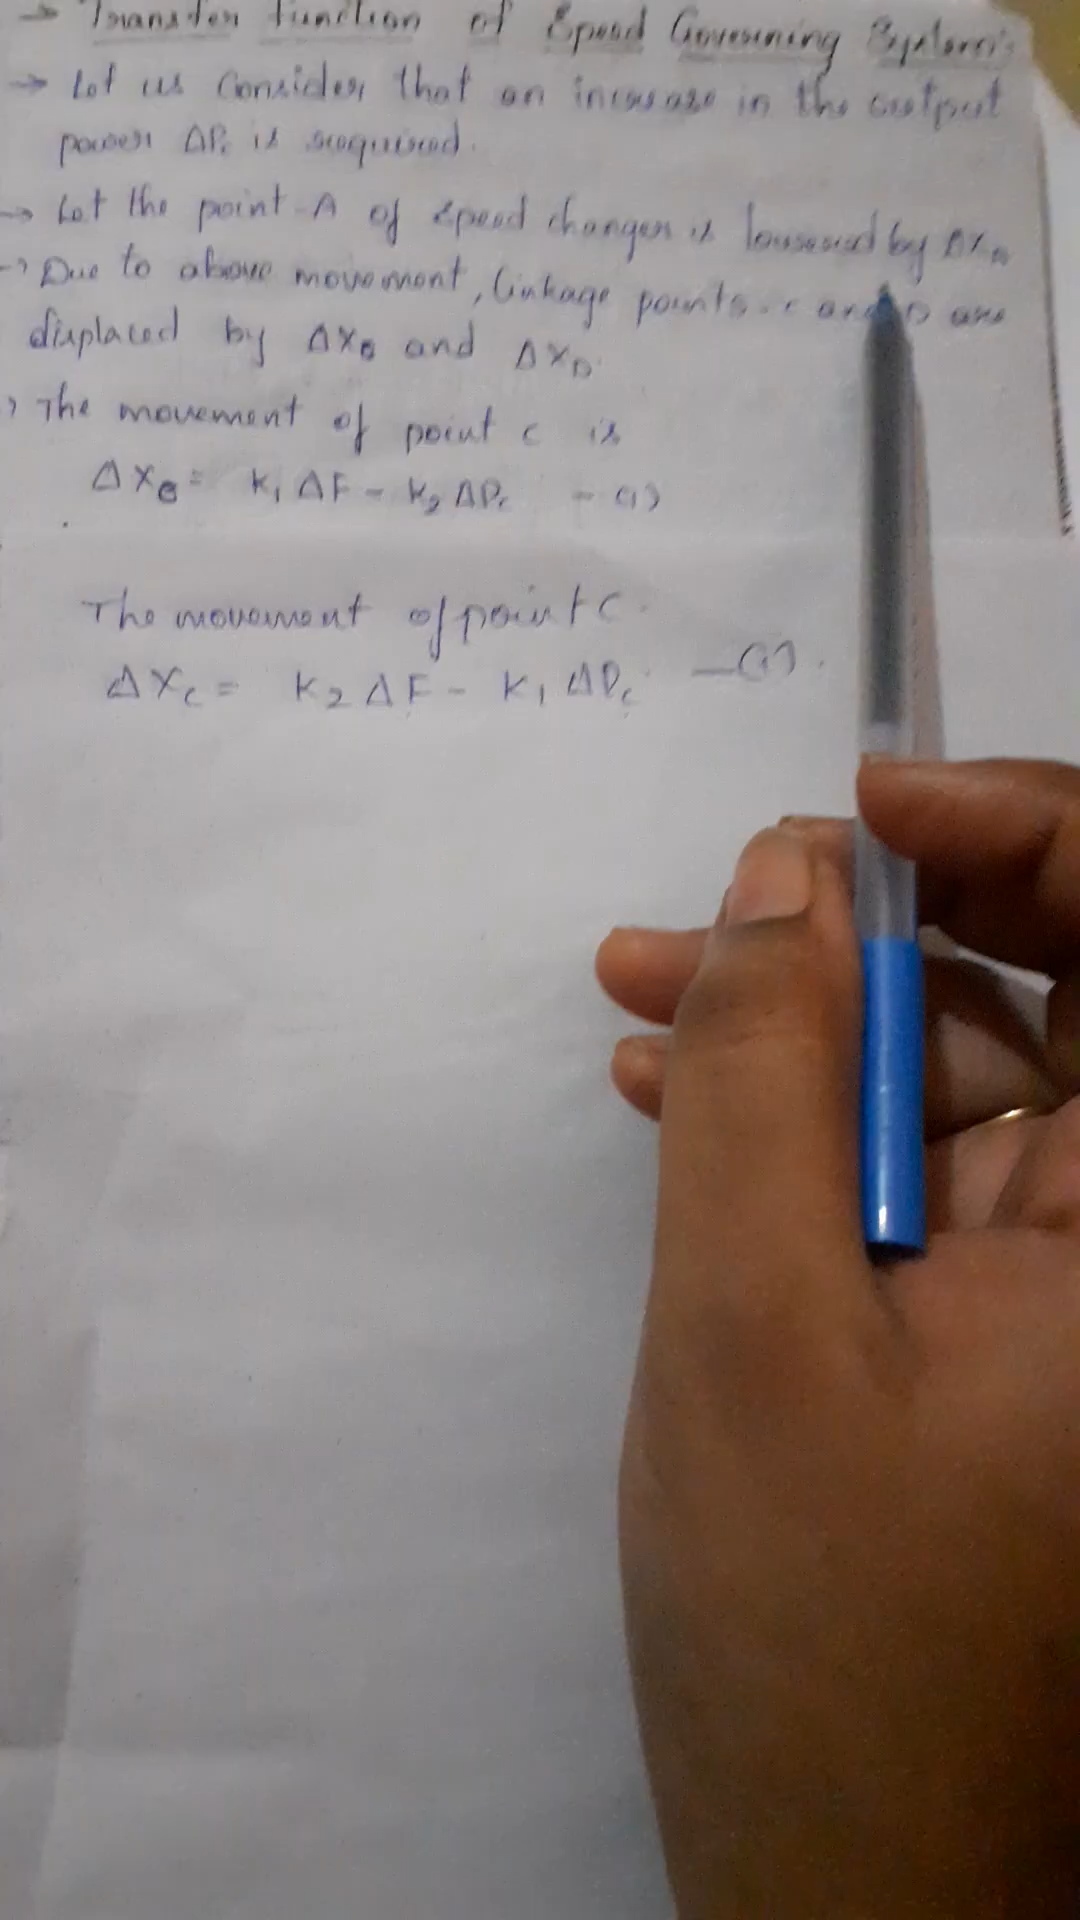 → Transfer function of Speed Governing System:
→ Let us Consider that an increase in the output
power ΔPc is required.
→ Let the point A of speed changer is lowered by ΔXA
→ Due to above movement, linkage points C and D are
displaced by ΔXB and ΔXD.
→ The movement of point c is
ΔXB = K1 ΔF - K2 ΔPc - (1)
The movement of point C.
ΔXc = K2 ΔF - K1 ΔPc - (1).